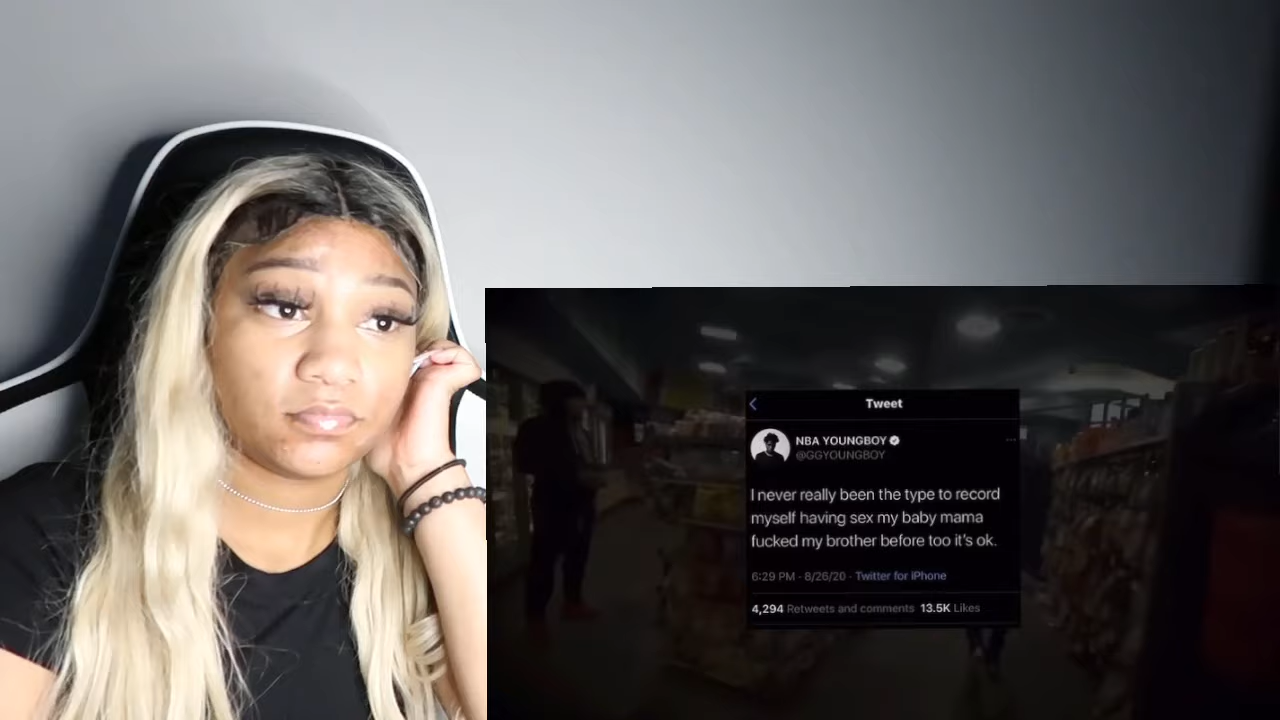 Tweet
NBA YOUNGBOY
@GGYOUNGBOY
I never really been the type to record
myself having sex my baby mama
fucked my brother before too it's ok.
6:29 PM · 8/26/20 · Twitter for iPhone
4,294 Retweets and comments 13.5K Likes